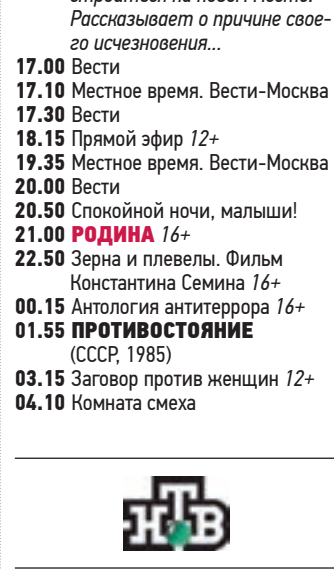 Рассказывает о причине свое-
го исчезновения...
17.00 Вести
17.10 Местное время. Вести-Москва
17.30 Вести
18.15 Прямой эфир 12+
19.35 Местное время. Вести-Москва
20.00 Вести
20.50 Спокойной ночи, малыши!
21.00 РОДИНА 16+
22.50 Зерна и плевелы. Фильм
Константина Семина 16+
00.15 Антология антитеррора 16+
01.55 ПРОТИВОСТОЯНИЕ
(СССР, 1985)
03.15 Заговор против женщин 12+
04.10 Комната смеха
НТВ